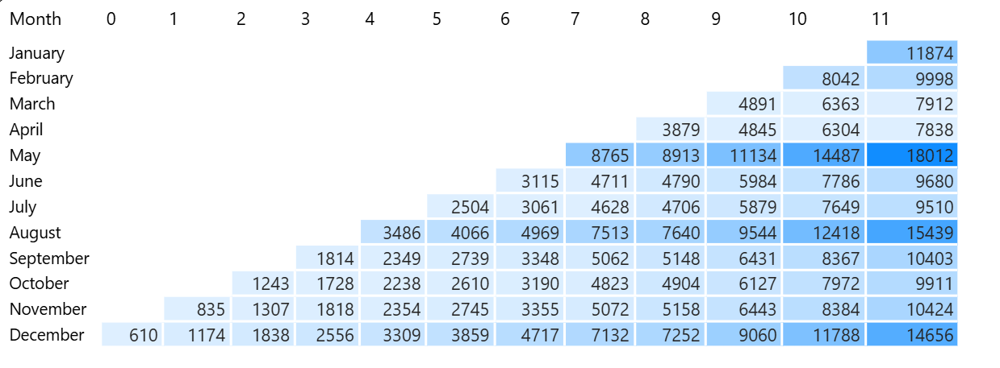 Month 0 1 2 3 4 5 6 7 8 9 10 11
January 11874
February 8042 9998
March 4891 6363 7912
April 3879 4845 6304 7838
May 8765 8913 11134 14487 18012
June 3115 4711 4790 5984 7786 9680
July 2504 3061 4628 4706 5879 7649 9510
August 3486 4066 4969 7513 7640 9544 12418 15439
September 1814 2349 2739 3348 5062 5148 6431 8367 10403
October 1243 1728 2238 2610 3190 4823 4904 6127 7972 9911
November 835 1307 1818 2354 2745 3355 5072 5158 6443 8384 10424
December 610 1174 1838 2556 3309 3859 4717 7132 7252 9060 11788 14656